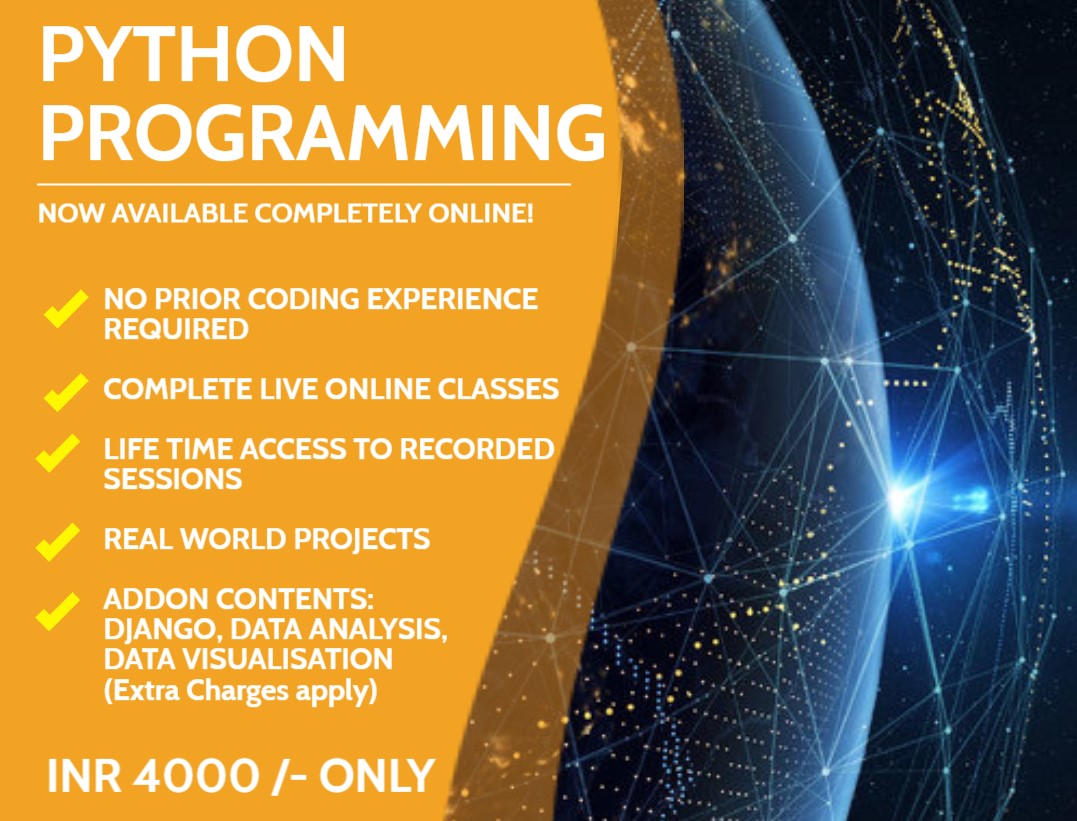 PYTHON
PROGRAMMING
NOW AVAILABLE COMPLETELY ONLINE!
NO PRIOR CODING EXPERIENCE
REQUIRED
COMPLETE LIVE ONLINE CLASSES
LIFE TIME ACCESS TO RECORDED
SESSIONS
REAL WORLD PROJECTS
ADDON CONTENTS:
DJANGO, DATA ANALYSIS,
DATA VISUALISATION
(Extra Charges apply)
INR 4000 /- ONLY